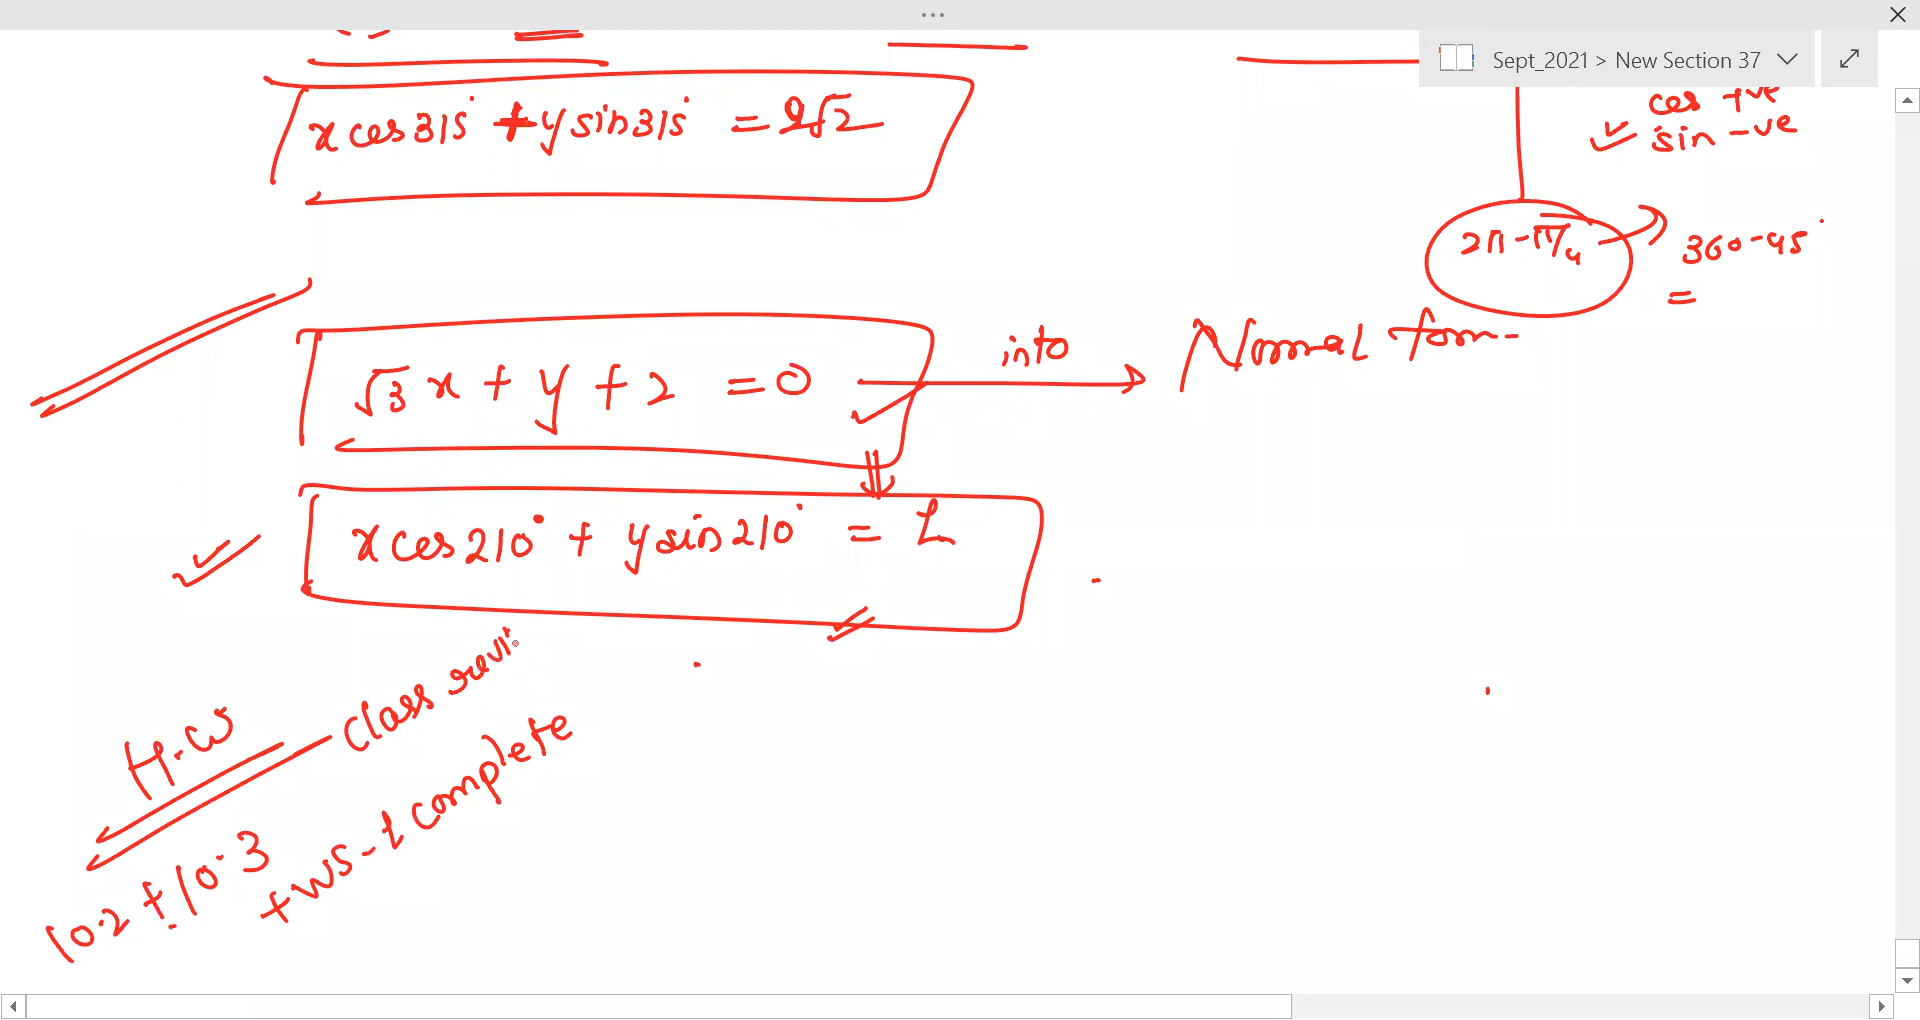 Sept_2021 > New Section 37
cos +ve
sin -ve
x cos 315° + y sin 315° = 2√2
2π - π/4
360-45°
=
√3 x + y + 2 = 0
into
Normal form-
x cos 210° + y sin 210° = 1
H.W
class revi
10.2 + 10.3
+ WS-1 complete